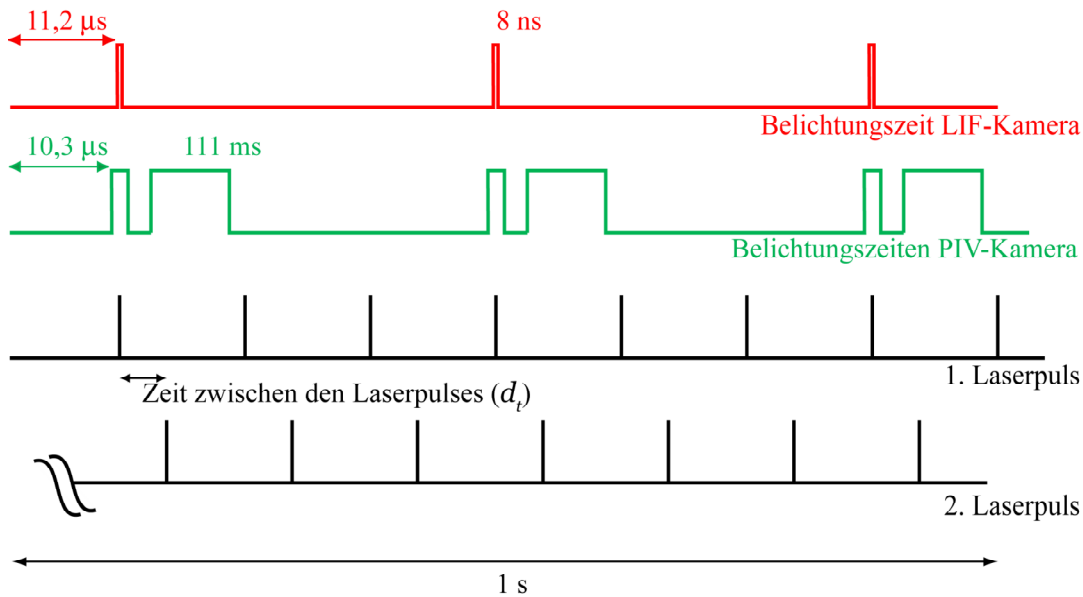 11,2 µs
8 ns
Belichtungszeit LIF-Kamera
10,3 µs
111 ms
Belichtungszeiten PIV-Kamera
1. Laserpuls
Zeit zwischen den Laserpulses (dt)
2. Laserpuls
1 s